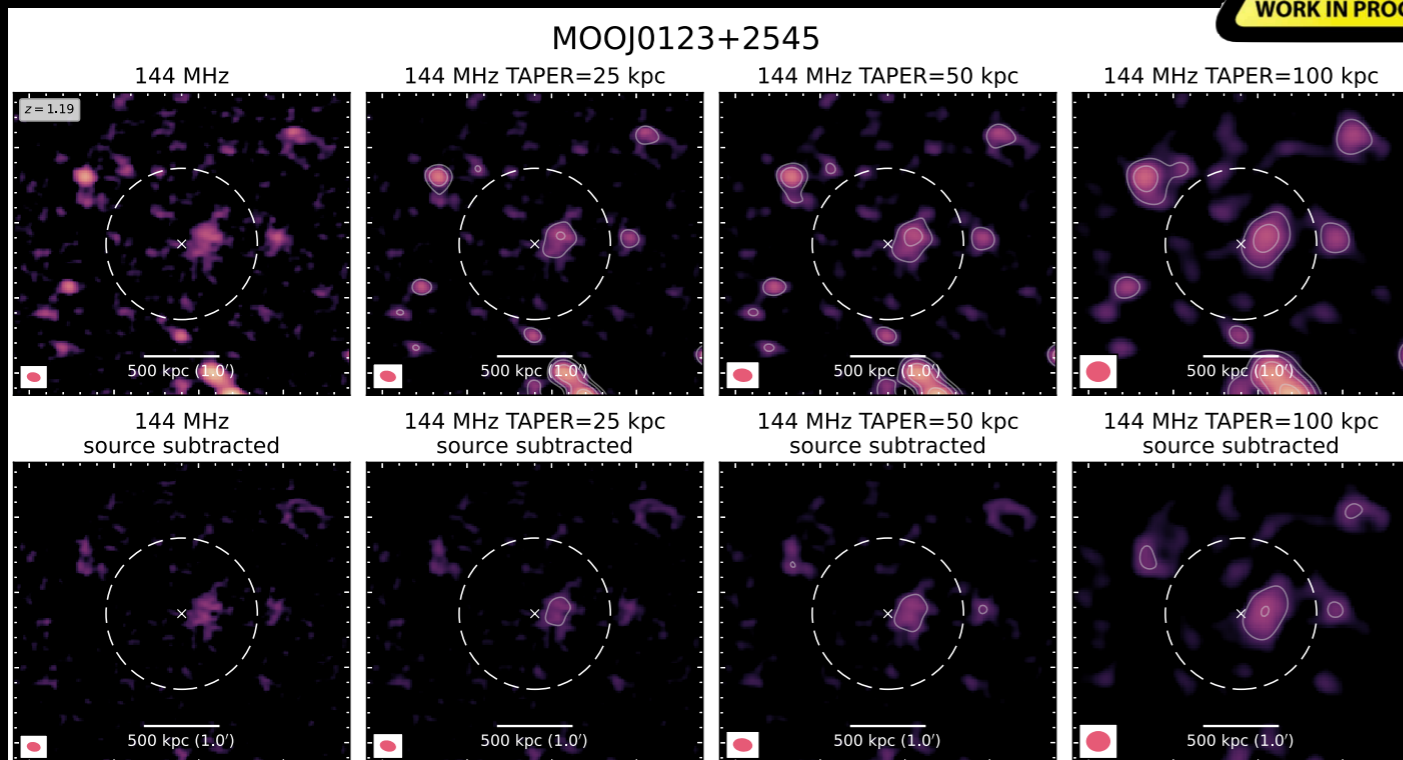 WORK IN PROG
MOOJ0123+2545
144 MHz
144 MHz TAPER=25 kpc
144 MHz TAPER=50 kpc
144 MHz TAPER=100 kpc
z = 1.19
500 kpc (1.0′)
500 kpc (1.0′)
500 kpc (1.0′)
500 kpc (1.0′)
144 MHz
source subtracted
144 MHz TAPER=25 kpc
source subtracted
144 MHz TAPER=50 kpc
source subtracted
144 MHz TAPER=100 kpc
source subtracted
500 kpc (1.0′)
500 kpc (1.0′)
500 kpc (1.0′)
500 kpc (1.0′)